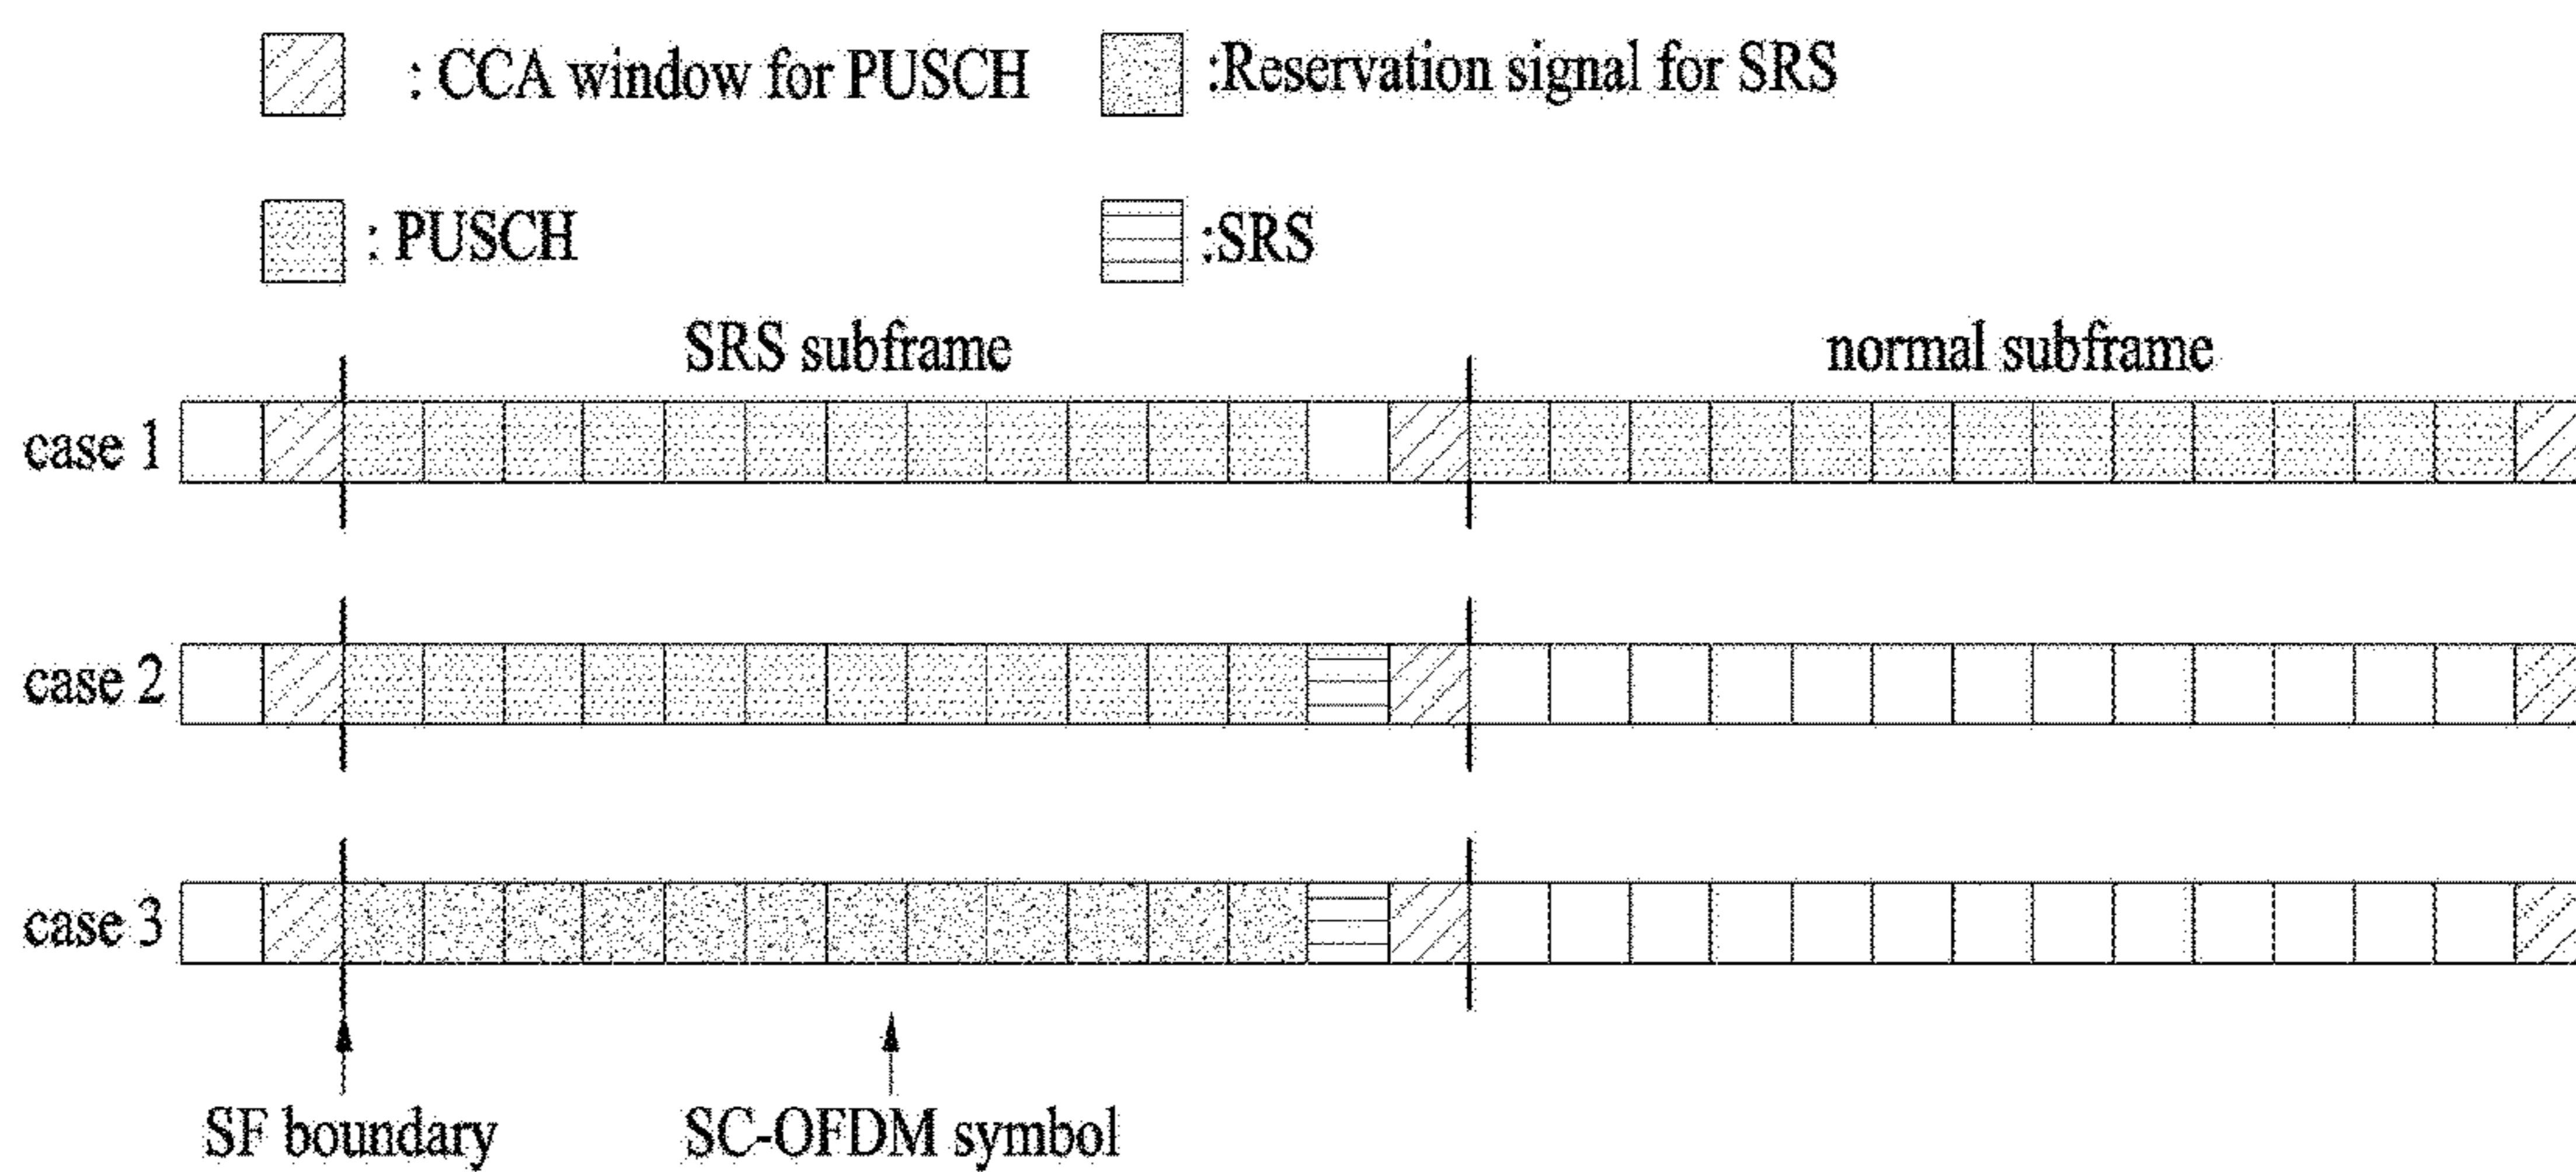 : CCA window for PUSCH
:Reservation signal for SRS
: PUSCH
:SRS
SRS subframe
normal subframe
case 1
case 2
case 3
SF boundary
SC-OFDM symbol